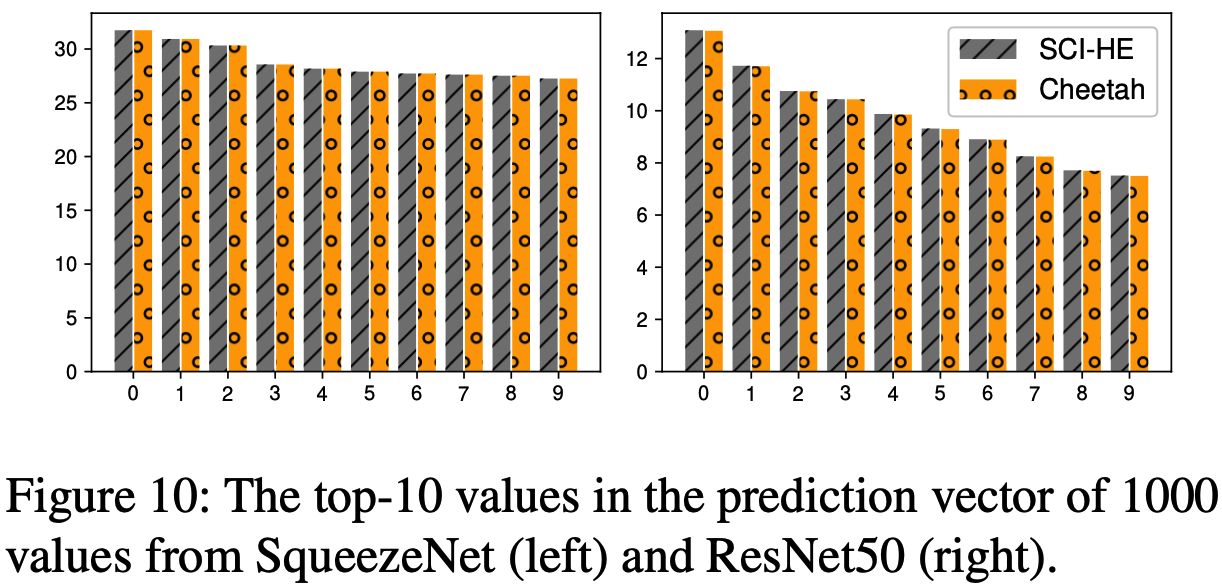 30
25
20
15
10
5
0
0 1 2 3 4 5 6 7 8 9
12
10
8
6
4
2
0
0 1 2 3 4 5 6 7 8 9
SCI-HE
Cheetah
Figure 10: The top-10 values in the prediction vector of 1000
values from SqueezeNet (left) and ResNet50 (right).